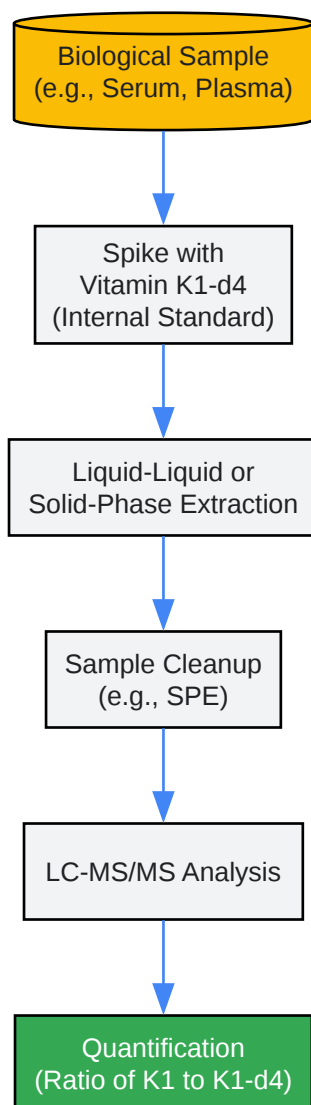 Biological Sample
(e.g., Serum, Plasma)
Spike with
Vitamin K1-d4
(Internal Standard)
Liquid-Liquid or
Solid-Phase Extraction
Sample Cleanup
(e.g., SPE)
LC-MS/MS Analysis
Quantification
(Ratio of K1 to K1-d4)